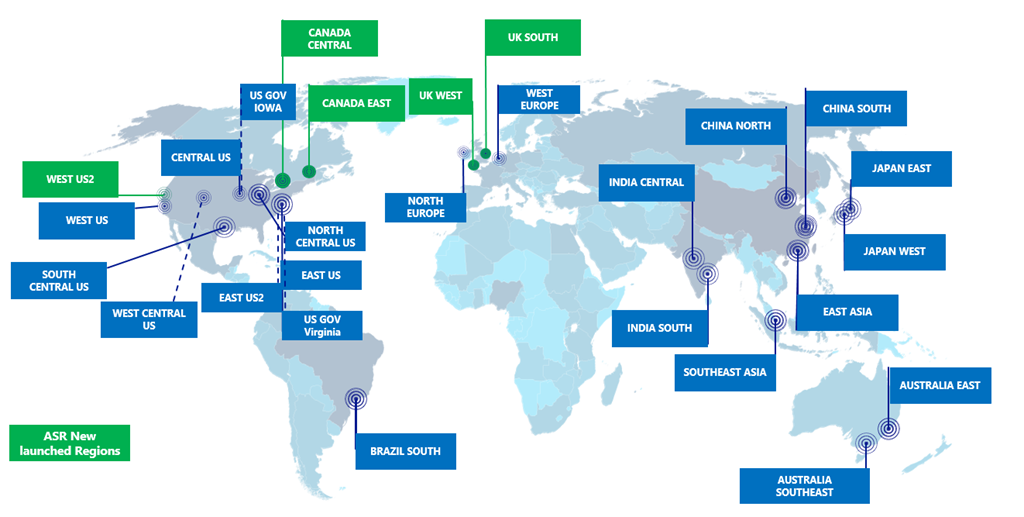 CANADA
CENTRAL
UK SOUTH
US GOV
IOWA
CANADA EAST
UK WEST
WEST
EUROPE
CHINA SOUTH
CHINA NORTH
CENTRAL US
JAPAN EAST
WEST US2
INDIA CENTRAL
NORTH
EUROPE
WEST US
NORTH
CENTRAL US
JAPAN WEST
SOUTH
CENTRAL US
EAST US
EAST US2
WEST CENTRAL
US
US GOV
Virginia
INDIA SOUTH
EAST ASIA
SOUTHEAST ASIA
AUSTRALIA EAST
ASR New
launched Regions
BRAZIL SOUTH
AUSTRALIA
SOUTHEAST